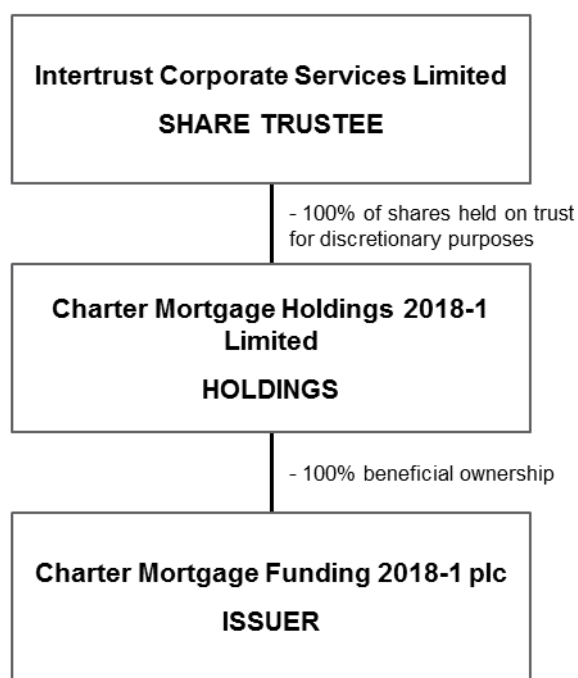 Intertrust Corporate Services Limited
SHARE TRUSTEE
- 100% of shares held on trust
for discretionary purposes
Charter Mortgage Holdings 2018-1
Limited
HOLDINGS
- 100% beneficial ownership
Charter Mortgage Funding 2018-1 plc
ISSUER